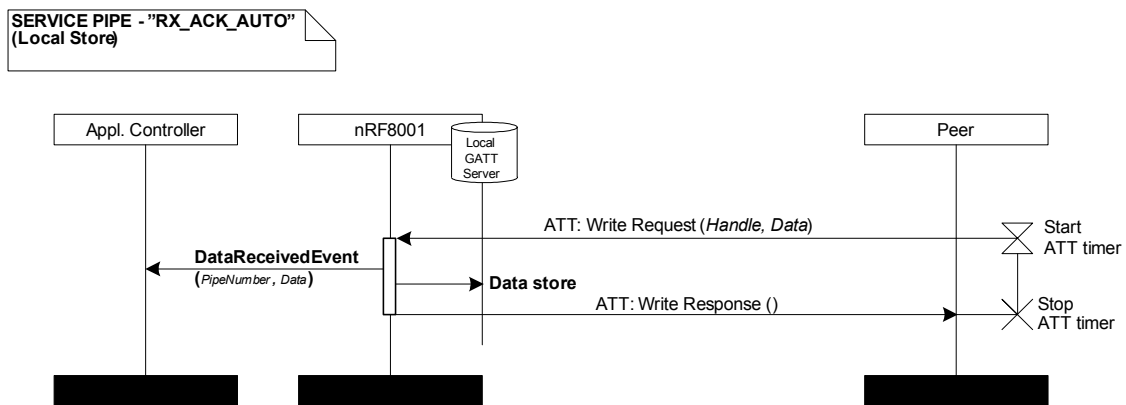 SERVICE PIPE - ”RX_ACK_AUTO”
(Local Store)
Appl. Controller
nRF8001
Local
GATT
Server
Peer
ATT: Write Request (Handle, Data)
Start
ATT timer
DataReceivedEvent
(PipeNumber, Data)
Data store
ATT: Write Response ()
Stop
ATT timer